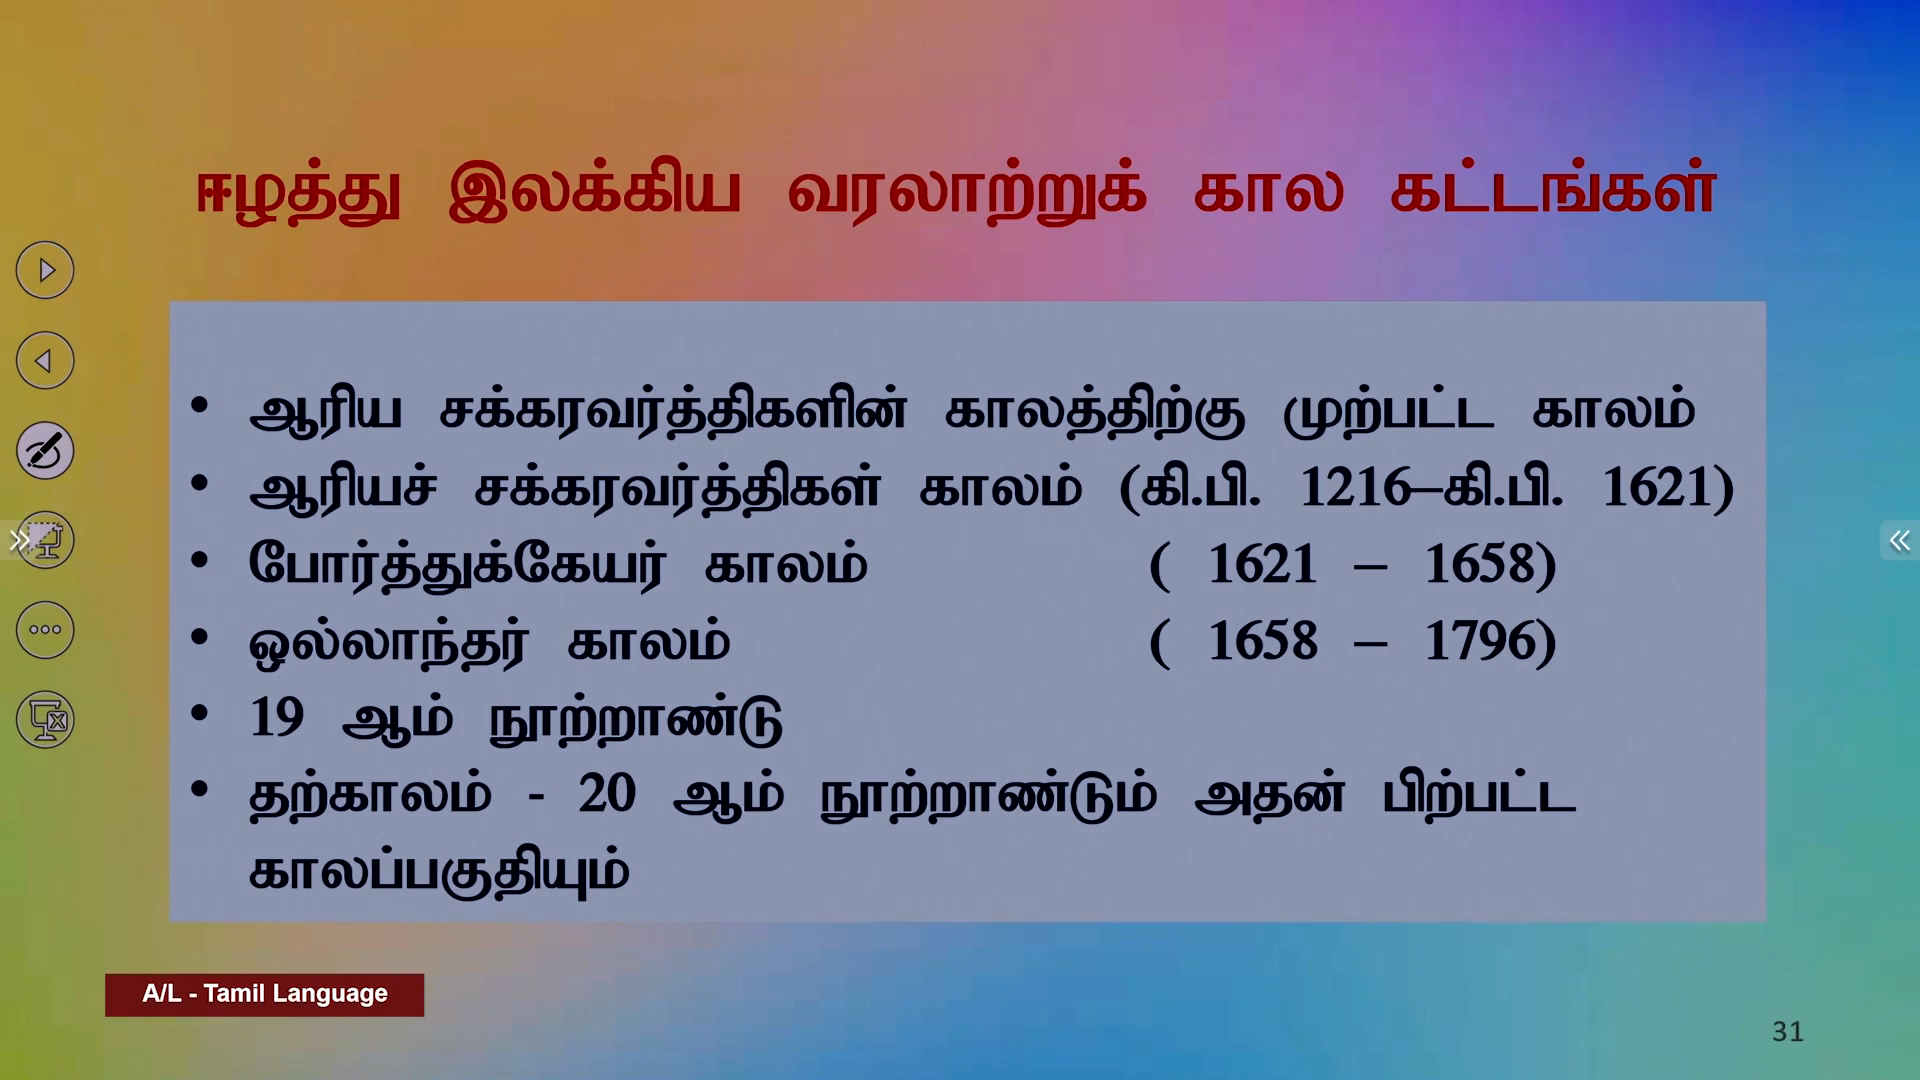 ஈழத்து இலக்கிய வரலாற்றுக் கால கட்டங்கள்
• ஆரிய சக்கரவர்த்திகளின் காலத்திற்கு முற்பட்ட காலம்
• ஆரியச் சக்கரவர்த்திகள் காலம் (கி.பி. 1216–கி.பி. 1621)
• போர்த்துக்கேயர் காலம் ( 1621 – 1658)
• ஒல்லாந்தர் காலம் ( 1658 – 1796)
• 19 ஆம் நூற்றாண்டு
• தற்காலம் - 20 ஆம் நூற்றாண்டும் அதன் பிற்பட்ட
காலப்பகுதியும்
A/L - Tamil Language
31